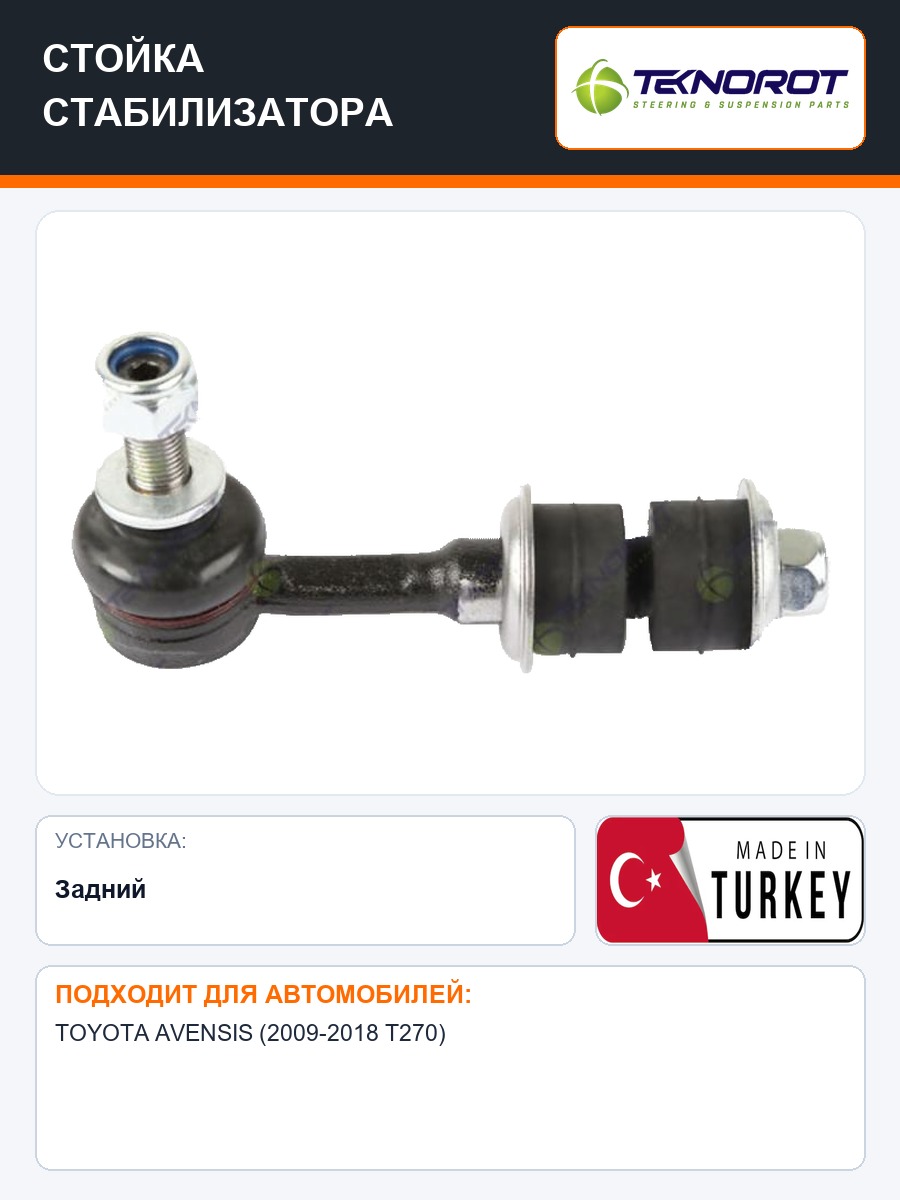 СТОЙКА
СТАБИЛИЗАТОРА
TEKNOROT
STEERING & SUSPENSION PARTS
УСТАНОВКА:
Задний
MADE IN
TURKEY
ПОДХОДИТ ДЛЯ АВТОМОБИЛЕЙ:
TOYOTA AVENSIS (2009-2018 T270)